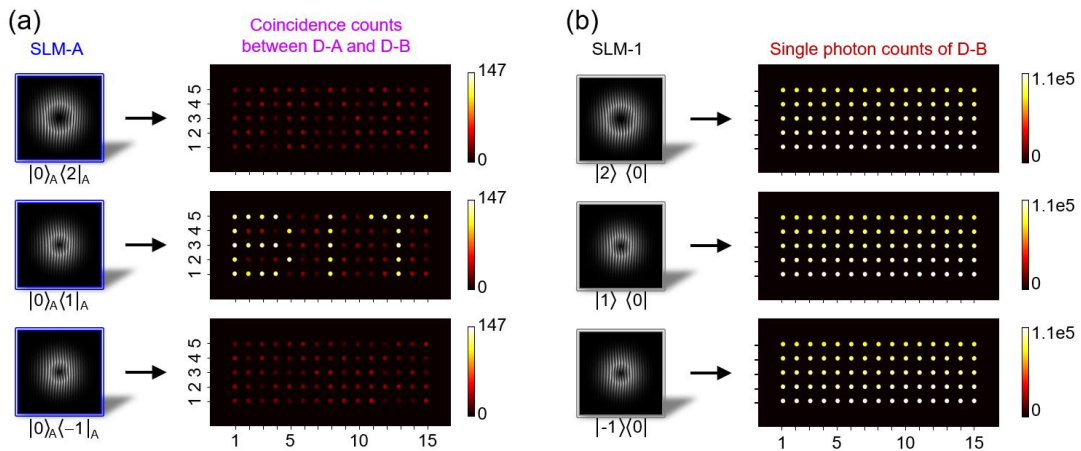 (a)
SLM-A
Coincidence counts
between D-A and D-B
|0⟩A⟨2|A
1 2 3 4 5
147
0
|0⟩A⟨1|A
1 2 3 4 5
147
0
|0⟩A⟨−1|A
1 2 3 4 5
147
0
1 5 10 15
(b)
SLM-1
Single photon counts of D-B
|2⟩⟨0|
1.1e5
0
|1⟩⟨0|
1.1e5
0
|-1⟩⟨0|
1.1e5
0
1 5 10 15